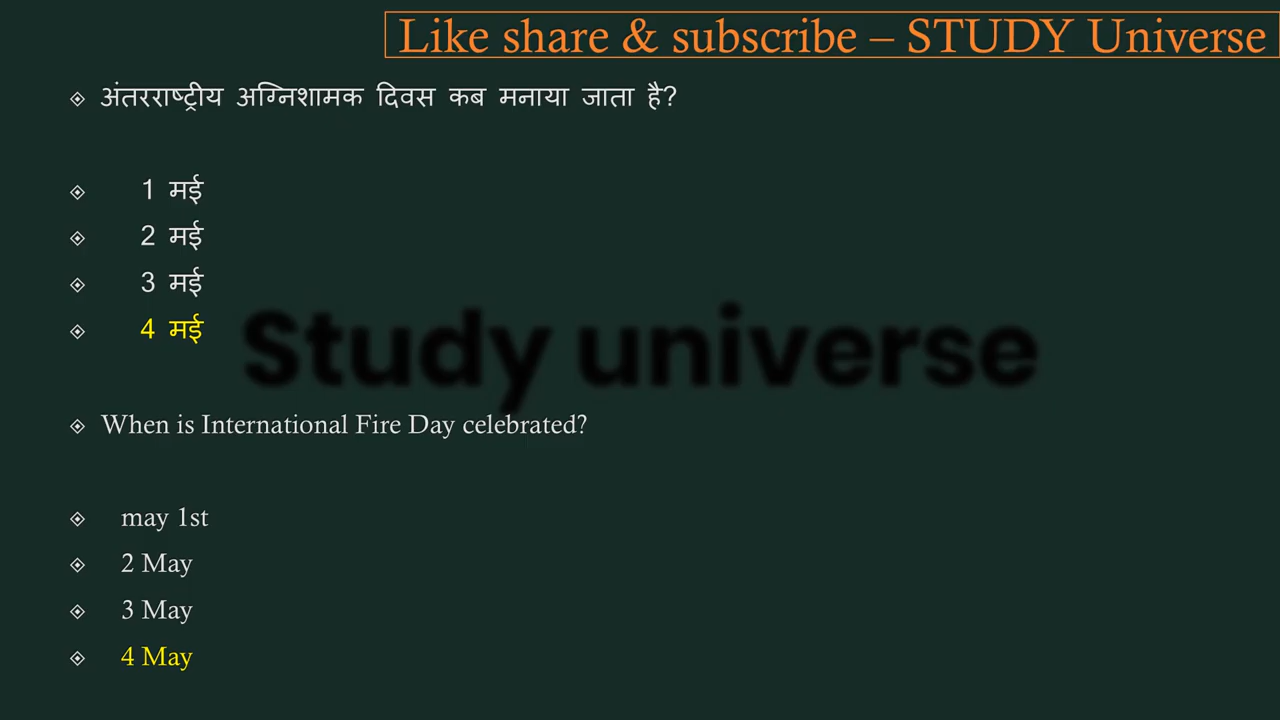 Like share & subscribe – STUDY Universe
अंतरराष्ट्रीय अग्निशामक दिवस कब मनाया जाता है?
1 मई
2 मई
3 मई
4 मई
Study universe
When is International Fire Day celebrated?
may 1st
2 May
3 May
4 May